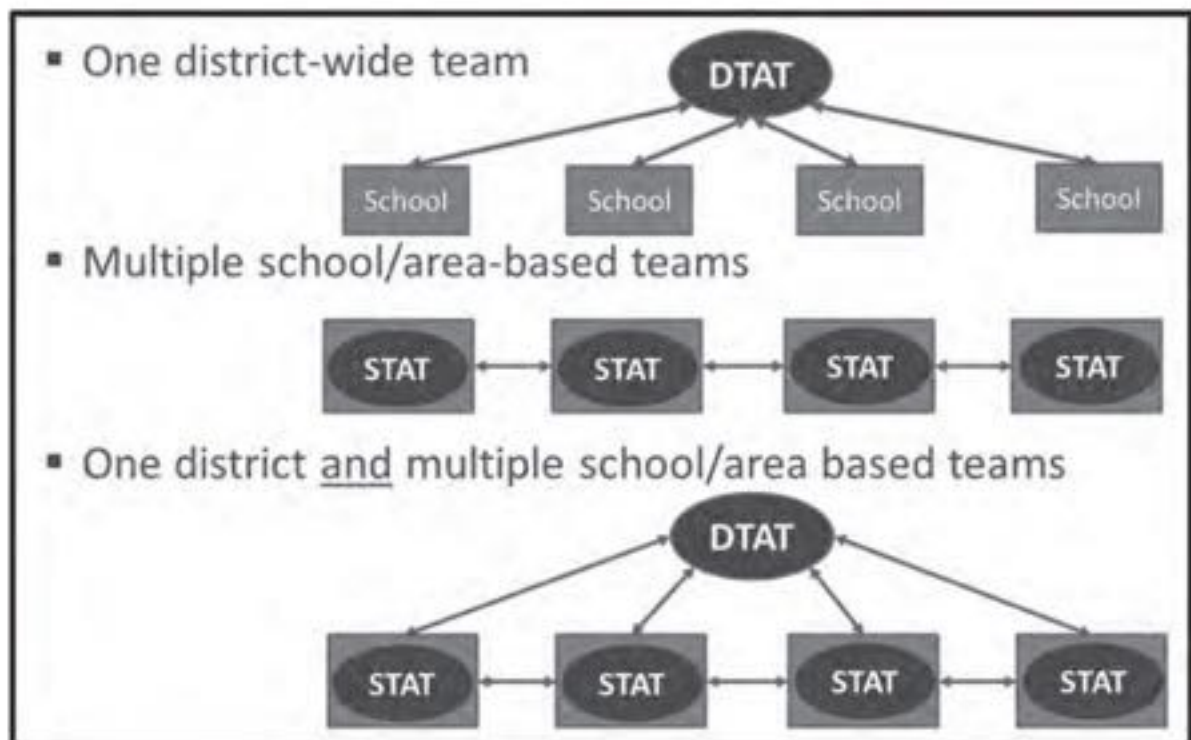 ▪ One district-wide team
DTAT
School School School School
▪ Multiple school/area-based teams
STAT STAT STAT STAT
▪ One district and multiple school/area based teams
DTAT
STAT STAT STAT STAT